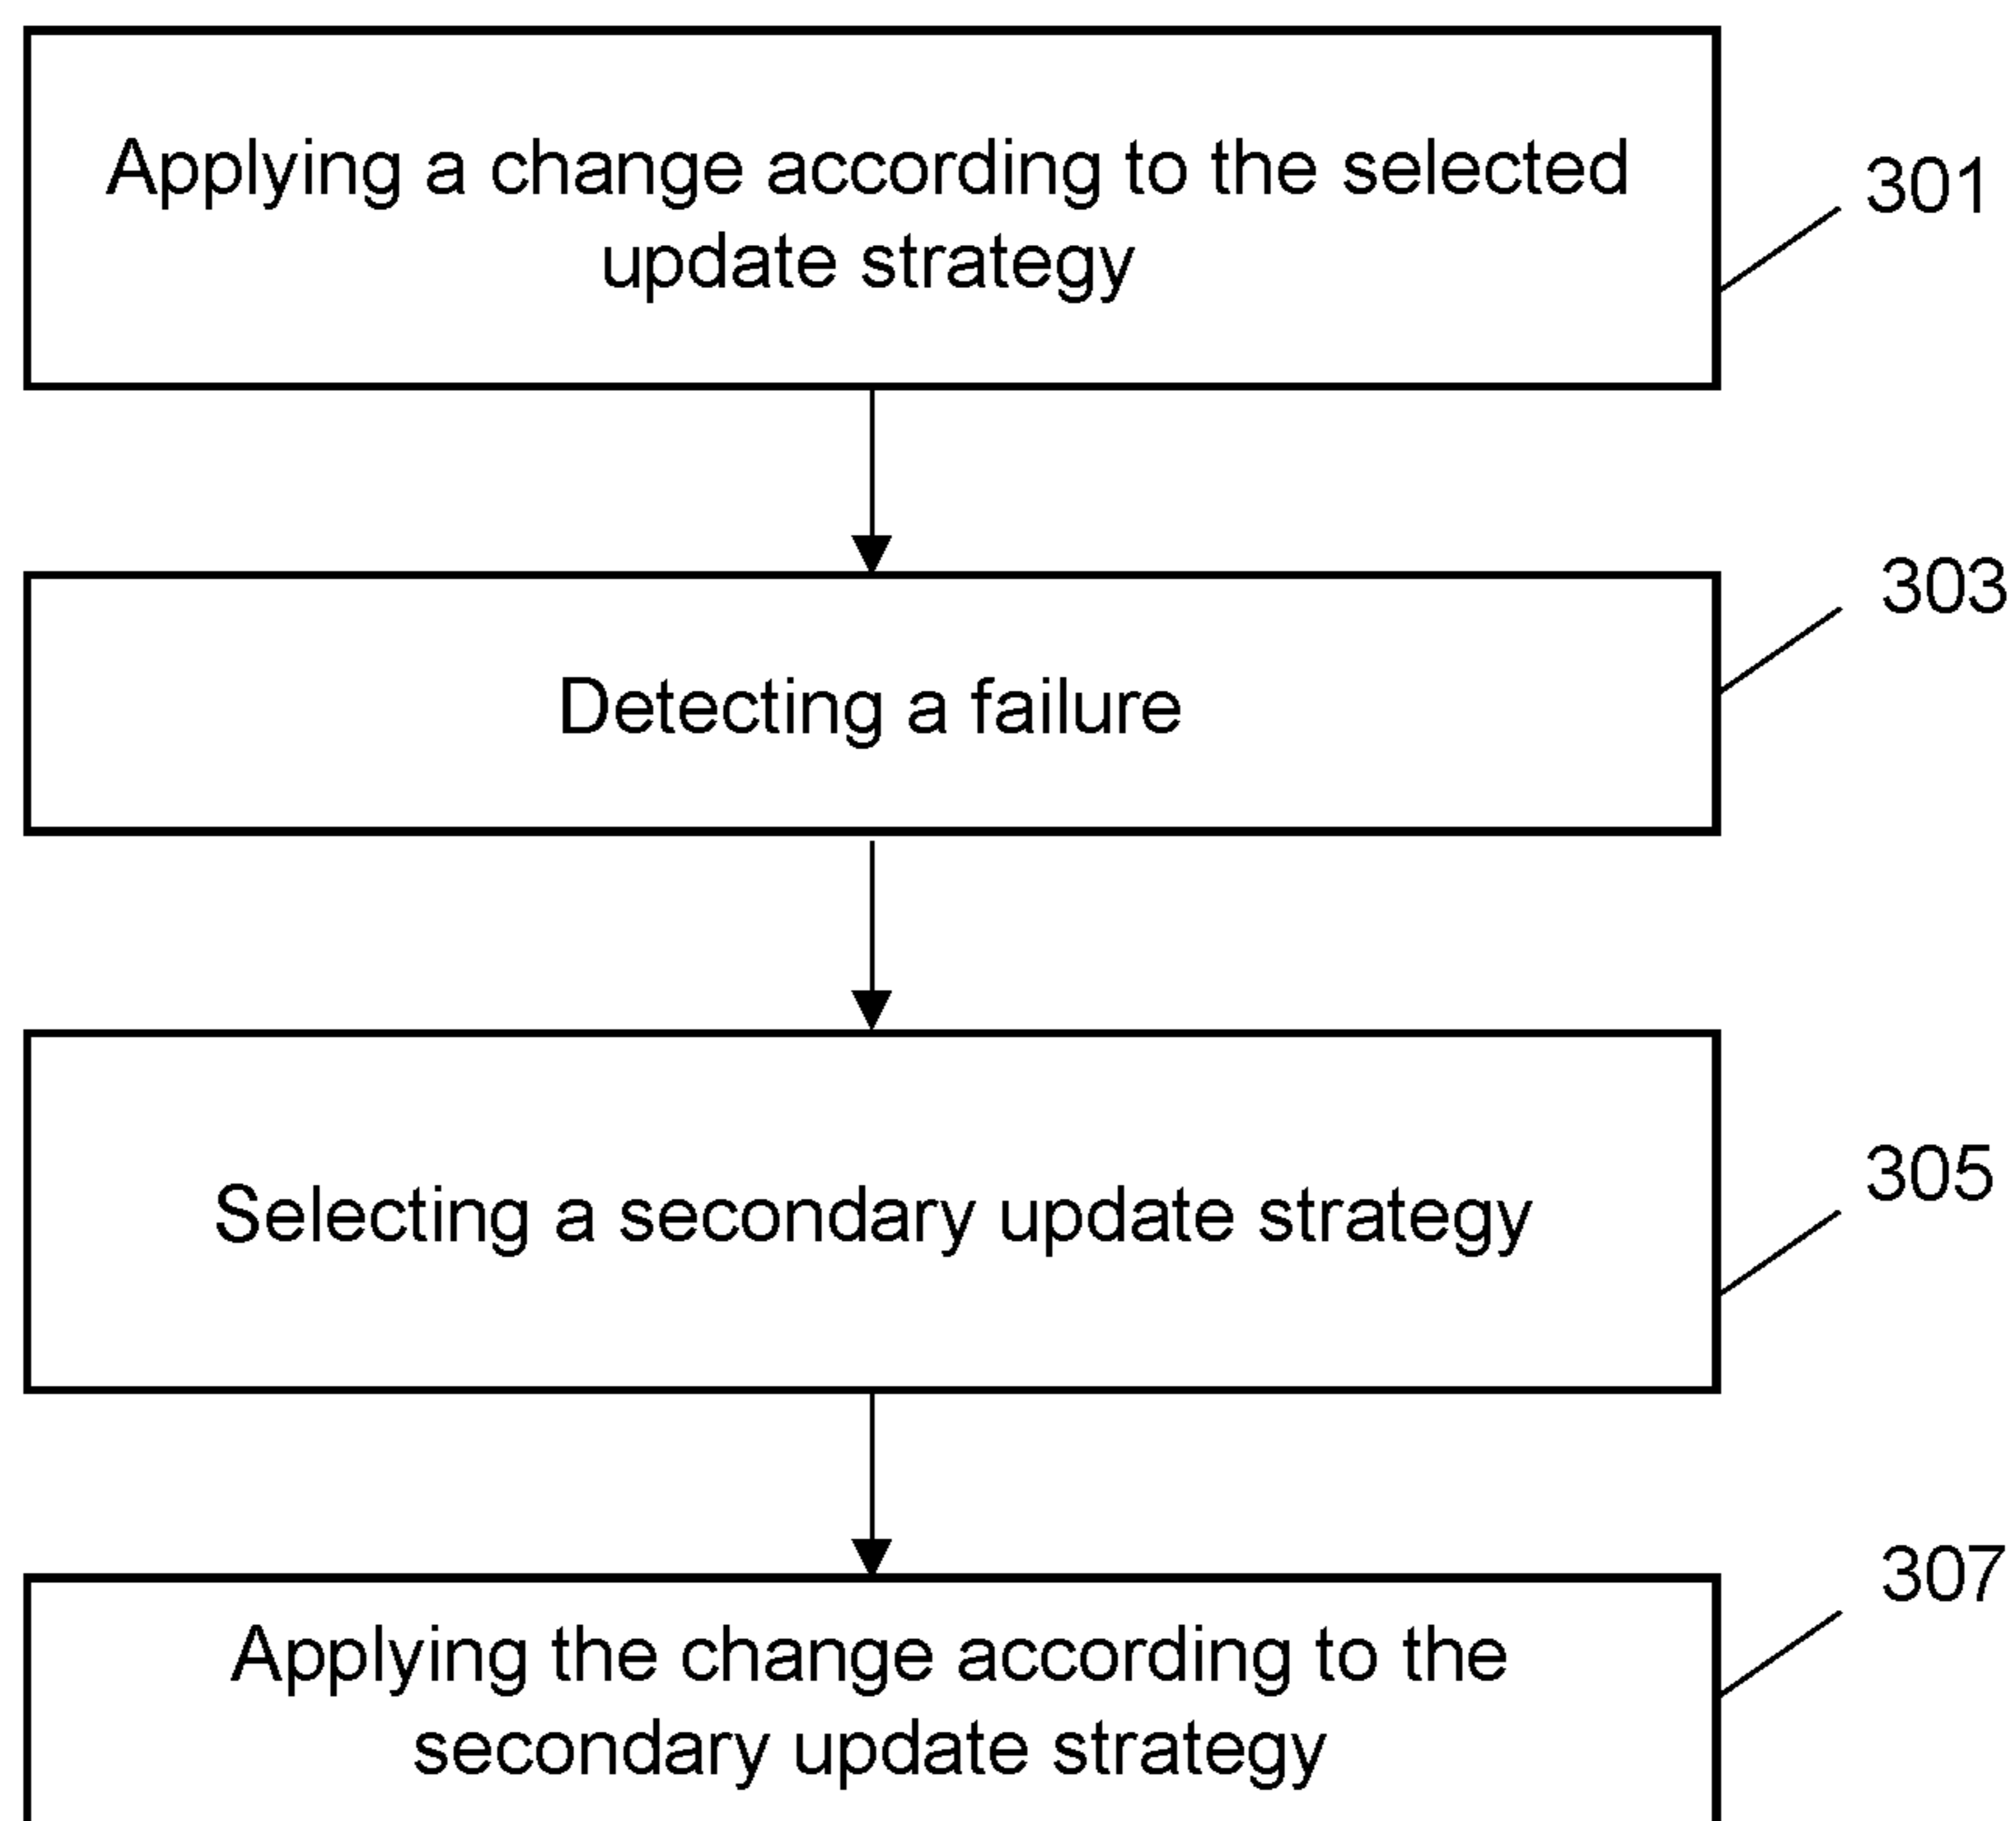 Applying a change according to the selected
update strategy
301
Detecting a failure
303
Selecting a secondary update strategy
305
Applying the change according to the
secondary update strategy
307